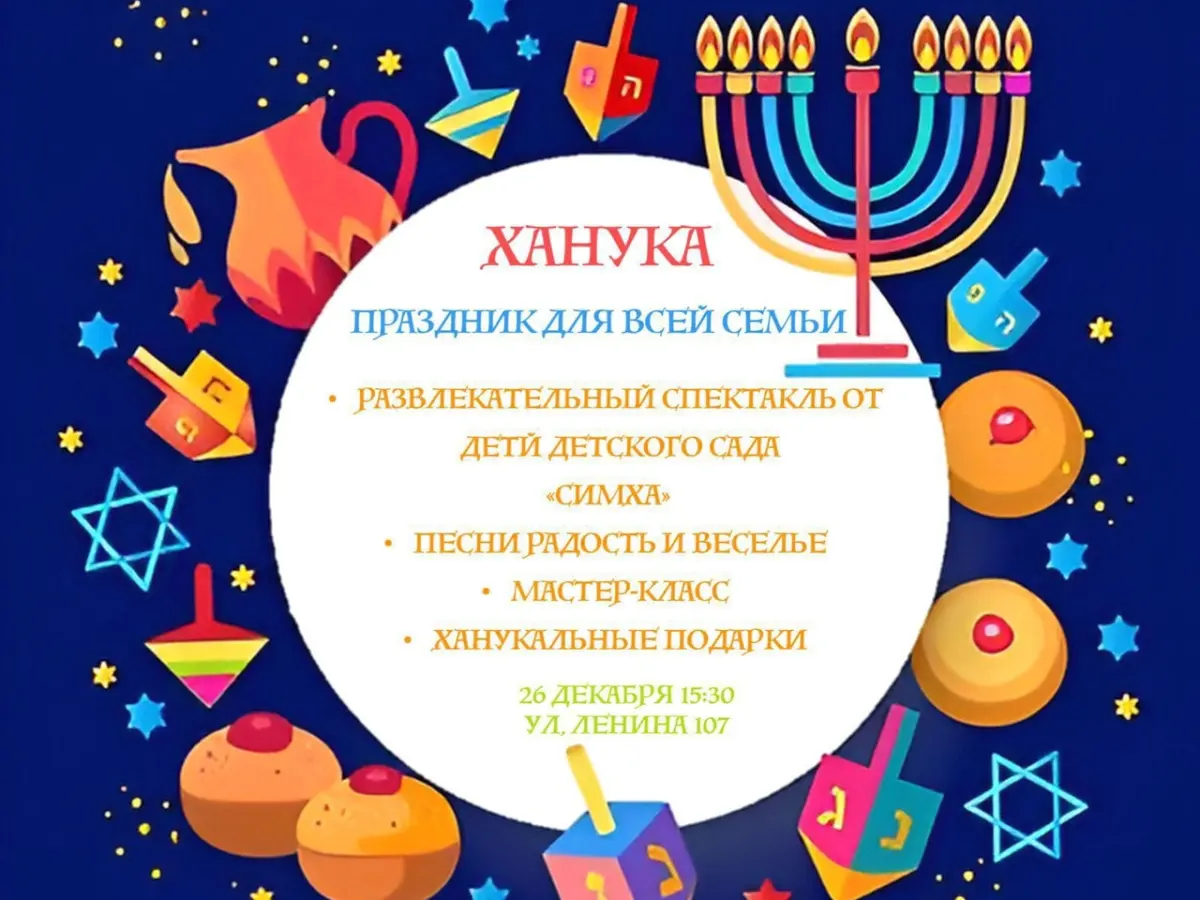 ХАНУКА
ПРАЗДНИК ДЛЯ ВСЕЙ СЕМЬИ
• РАЗВЛЕКАТЕЛЬНЫЙ СПЕКТАКЛЬ ОТ
ДЕТЙ ДЕТСКОГО САДА
«СИМХА»
• ПЕСНИ РАДОСТЬ И ВЕСЕЛЬЕ
• МАСТЕР-КЛАСС
• ХАНУКАЛЬНЫЕ ПОДАРКИ
26 ДЕКАБРЯ 15:30
УЛ. ЛЕНИНА 107